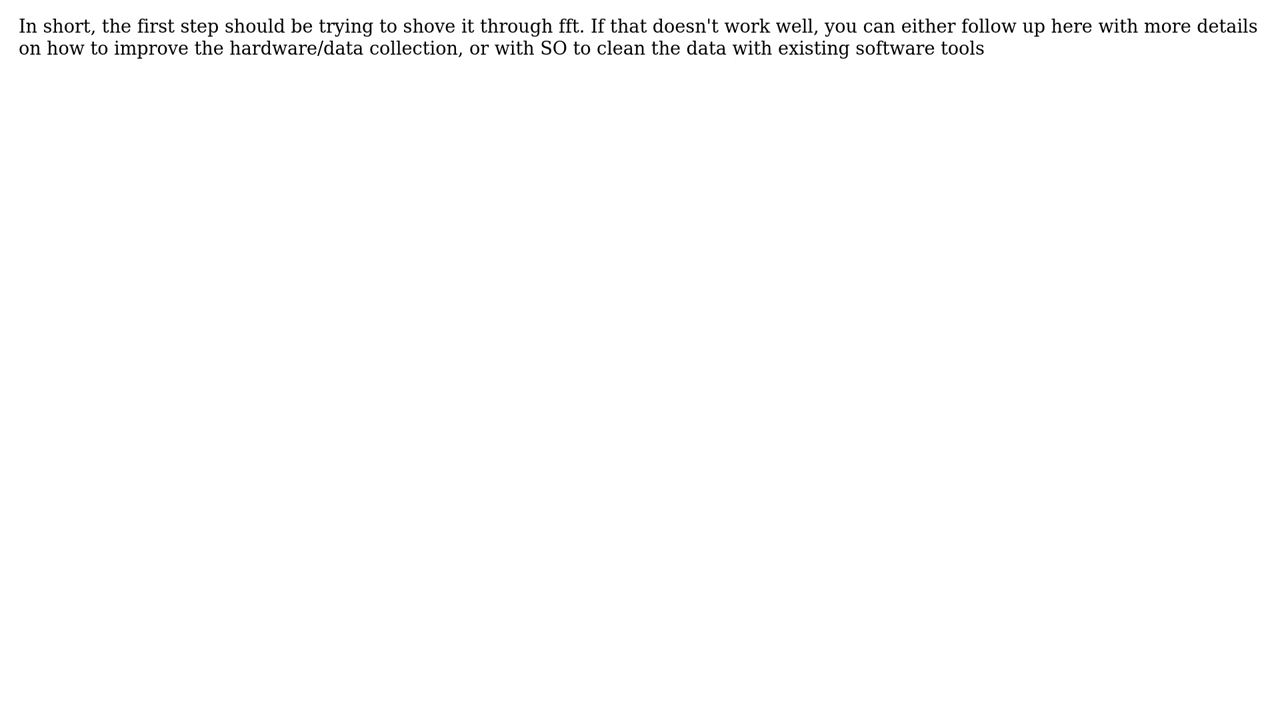 In short, the first step should be trying to shove it through fft. If that doesn't work well, you can either follow up here with more details
on how to improve the hardware/data collection, or with SO to clean the data with existing software tools